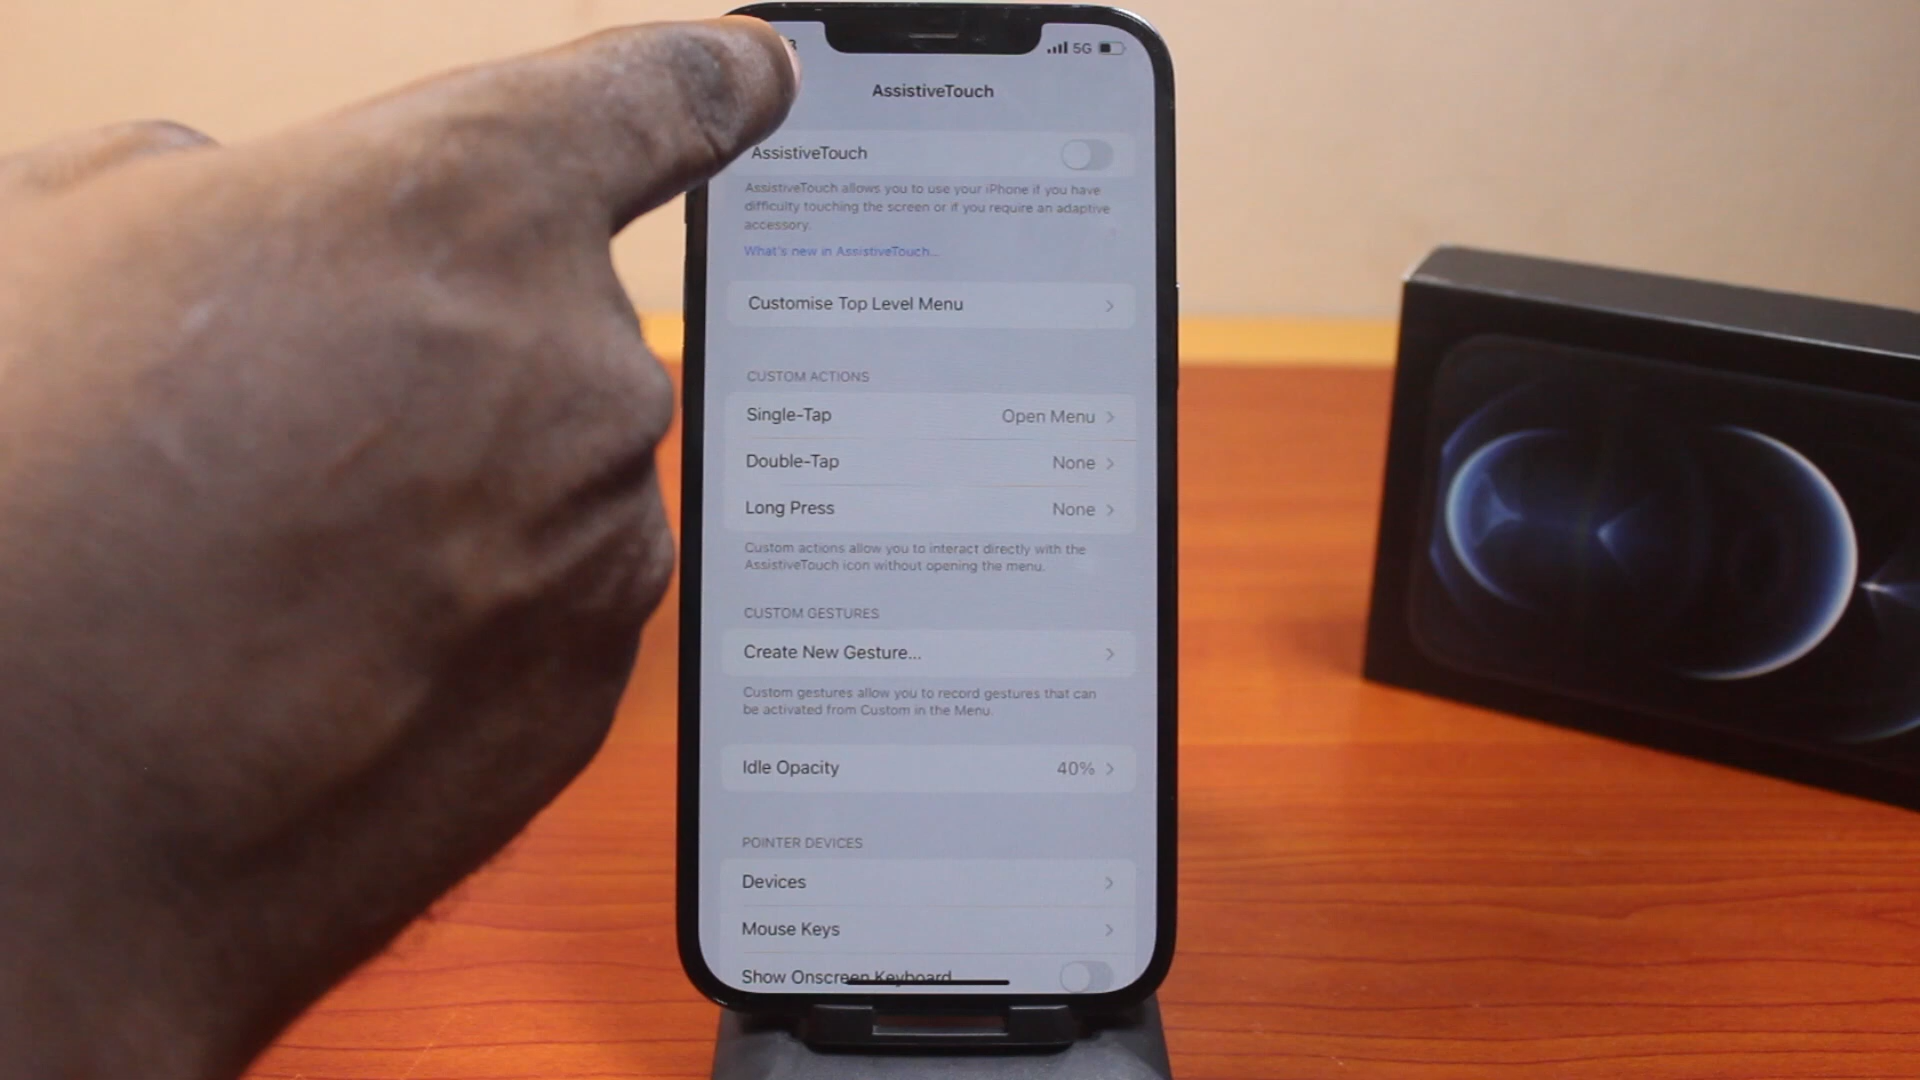 5G
AssistiveTouch
AssistiveTouch
AssistiveTouch allows you to use your iPhone if you have
difficulty touching the screen or if you require an adaptive
accessory.
What's new in AssistiveTouch...
Customise Top Level Menu
CUSTOM ACTIONS
Single-Tap Open Menu
Double-Tap None
Long Press None
Custom actions allow you to interact directly with the
AssistiveTouch icon without opening the menu.
CUSTOM GESTURES
Create New Gesture...
Custom gestures allow you to record gestures that can
be activated from Custom in the Menu.
Idle Opacity 40%
POINTER DEVICES
Devices
Mouse Keys
Show Onscreen Keyboard